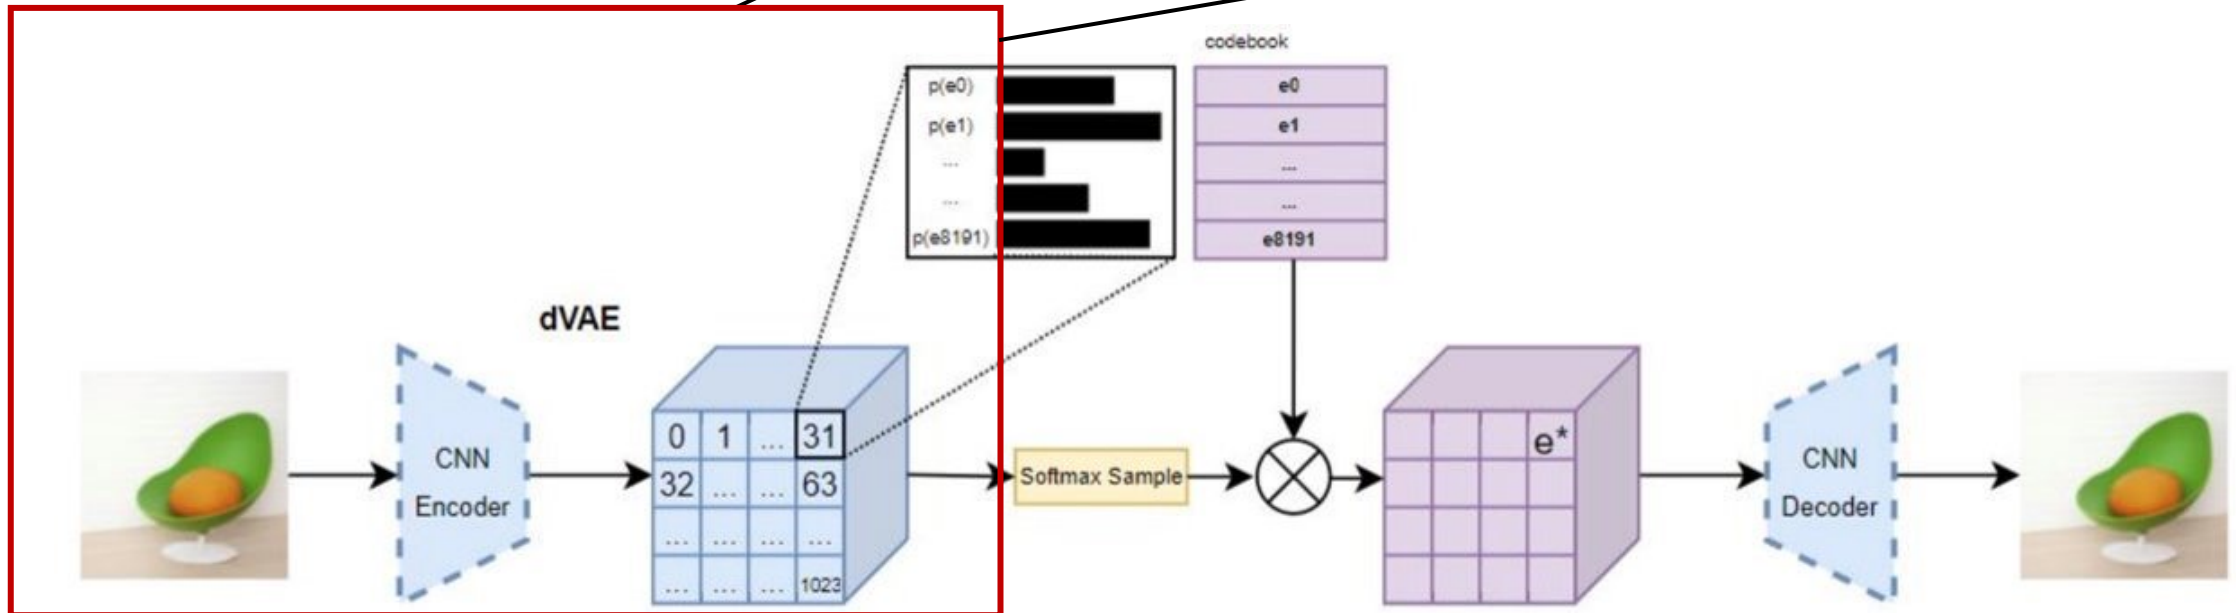 codebook
p(e0)
p(e1)
...
...
p(e8191)
e0
e1
...
...
e8191
dVAE
CNN
Encoder
0 1 ... 31
32 ... ... 63
... ... ... ...
... ... ... 1023
Softmax Sample
e*
CNN
Decoder